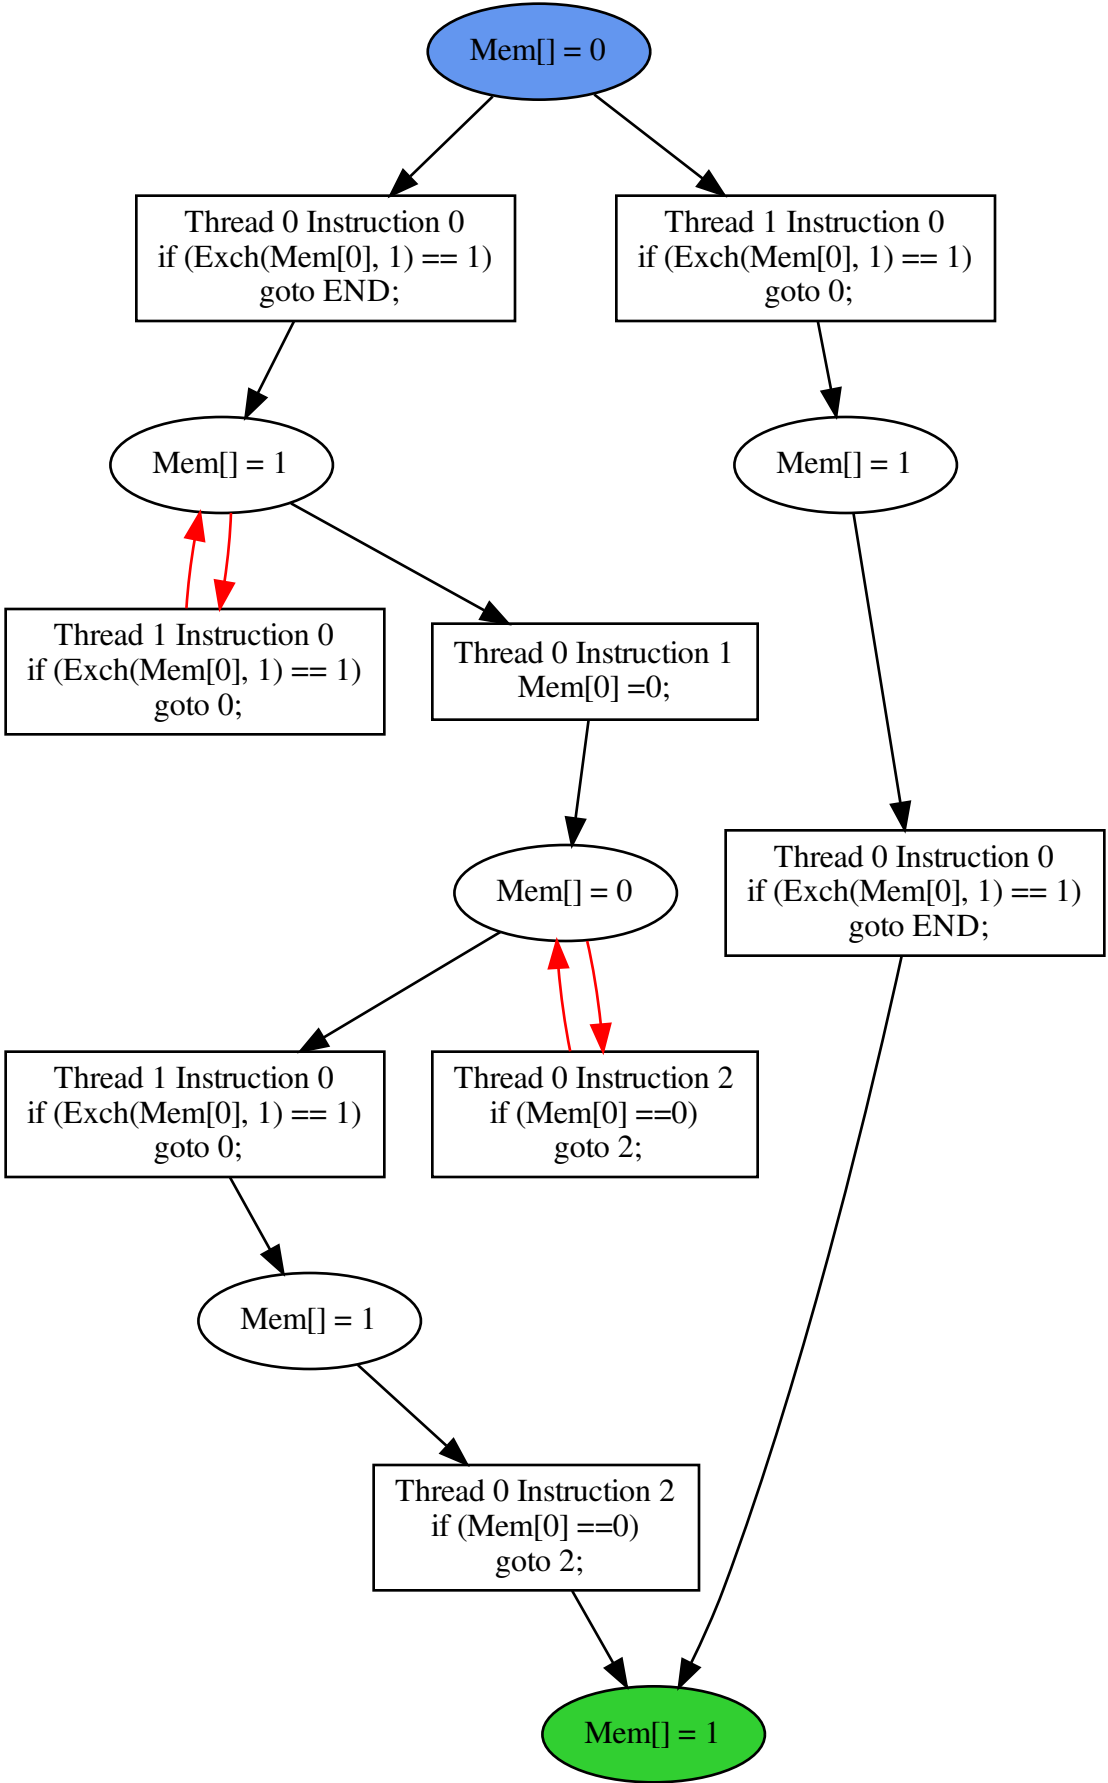 Mem[] = 0
Thread 0 Instruction 0
if (Exch(Mem[0], 1) == 1)
goto END;
Thread 1 Instruction 0
if (Exch(Mem[0], 1) == 1)
goto 0;
Mem[] = 1
Mem[] = 1
Thread 1 Instruction 0
if (Exch(Mem[0], 1) == 1)
goto 0;
Thread 0 Instruction 1
Mem[0] =0;
Mem[] = 0
Thread 0 Instruction 0
if (Exch(Mem[0], 1) == 1)
goto END;
Thread 1 Instruction 0
if (Exch(Mem[0], 1) == 1)
goto 0;
Thread 0 Instruction 2
if (Mem[0] ==0)
goto 2;
Mem[] = 1
Thread 0 Instruction 2
if (Mem[0] ==0)
goto 2;
Mem[] = 1